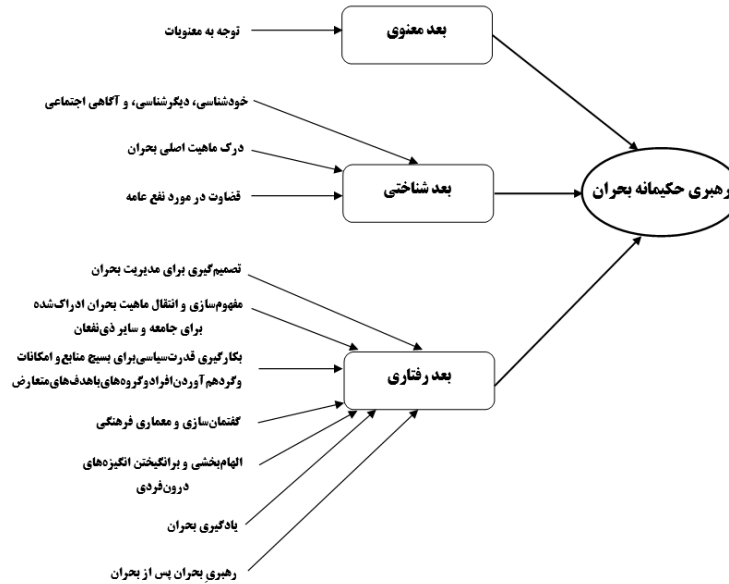 بعد معنوی
توجه به معنویات
رهبری حکیمانه بحران
بعد شناختی
خودشناسی، دیگرشناسی، و آگاهی اجتماعی
درک ماهیت اصلی بحران
قضاوت در مورد نفع عامه
بعد رفتاری
تصمیم‌گیری برای مدیریت بحران
مفهوم‌سازی و انتقال ماهیت بحران ادراک‌شده
برای جامعه و سایر ذی‌نفعان
بکارگیری قدرت‌سیاسی‌برای بسیج منابع‌و امکانات
وگردهم‌آوردن‌افرادوگروه‌های‌باهدف‌های‌متعارض
گفتمان‌سازی و معماری فرهنگی
الهام‌بخشی و برانگیختن انگیزه‌های
درون‌فردی
یادگیری بحران
رهبریِ بحران پس از بحران